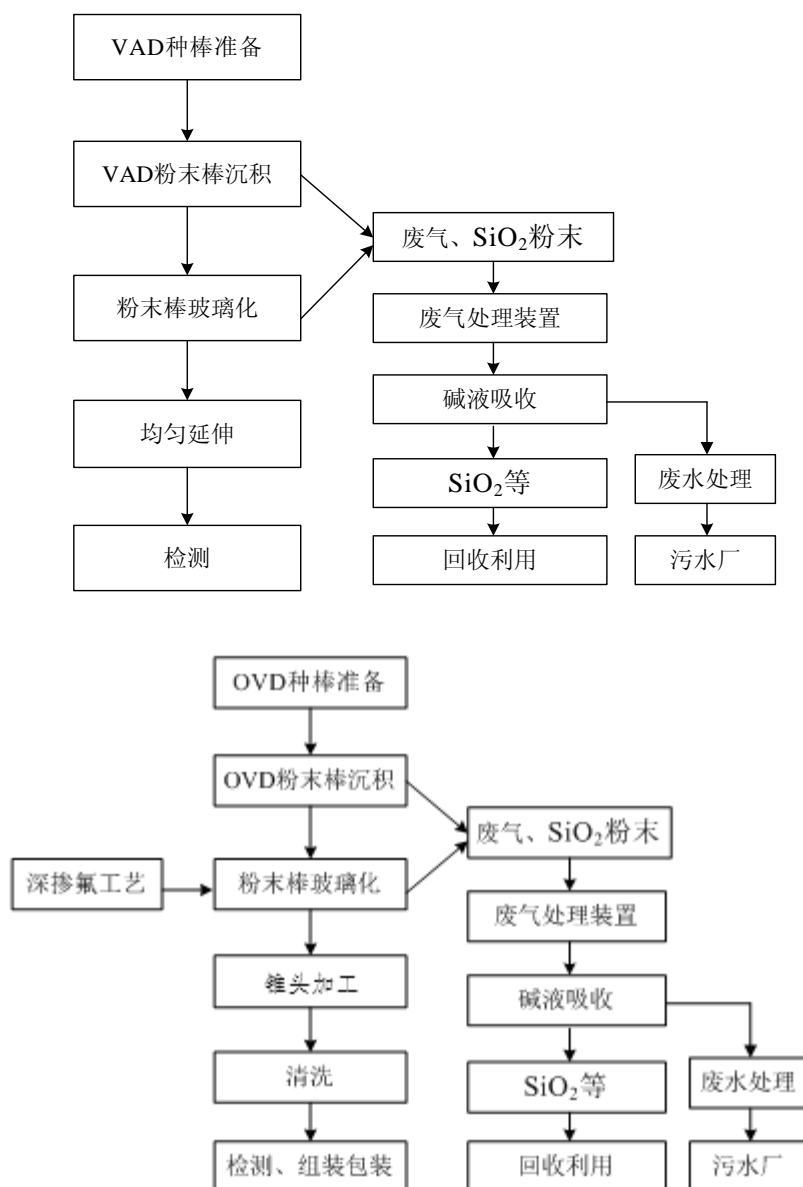 VAD种棒准备
VAD粉末棒沉积
废气、SiO₂粉末
粉末棒玻璃化
废气处理装置
碱液吸收
均匀延伸
SiO₂等
废水处理
检测
回收利用
污水厂
OVD种棒准备
OVD粉末棒沉积
废气、SiO₂粉末
深掺氟工艺
粉末棒玻璃化
废气处理装置
锥头加工
碱液吸收
清洗
SiO₂等
废水处理
检测、组装包装
回收利用
污水厂